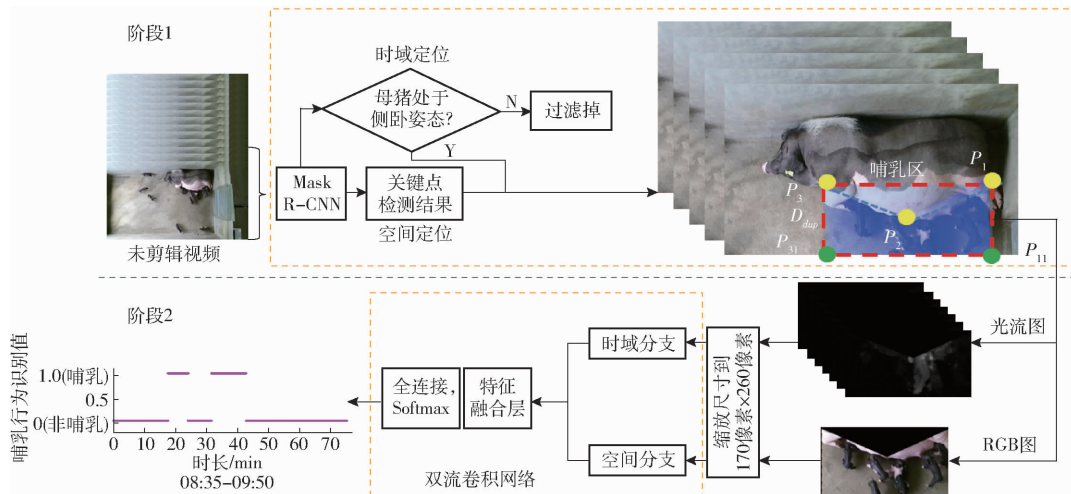 阶段1
未剪辑视频
时域定位
母猪处于
侧卧姿态?
N
过滤掉
Y
Mask
R-CNN
关键点
检测结果
空间定位
哺乳区
P1
P3
Ddup
P2
P31
P11
阶段2
哺乳行为识别值
1.0(哺乳)
0.5
0(非哺乳)
0 10 20 30 40 50 60 70
时长/min
08:35-09:50
全连接,
Softmax
特征
融合层
时域分支
空间分支
双流卷积网络
缩放尺寸到
170像素×260像素
光流图
RGB图